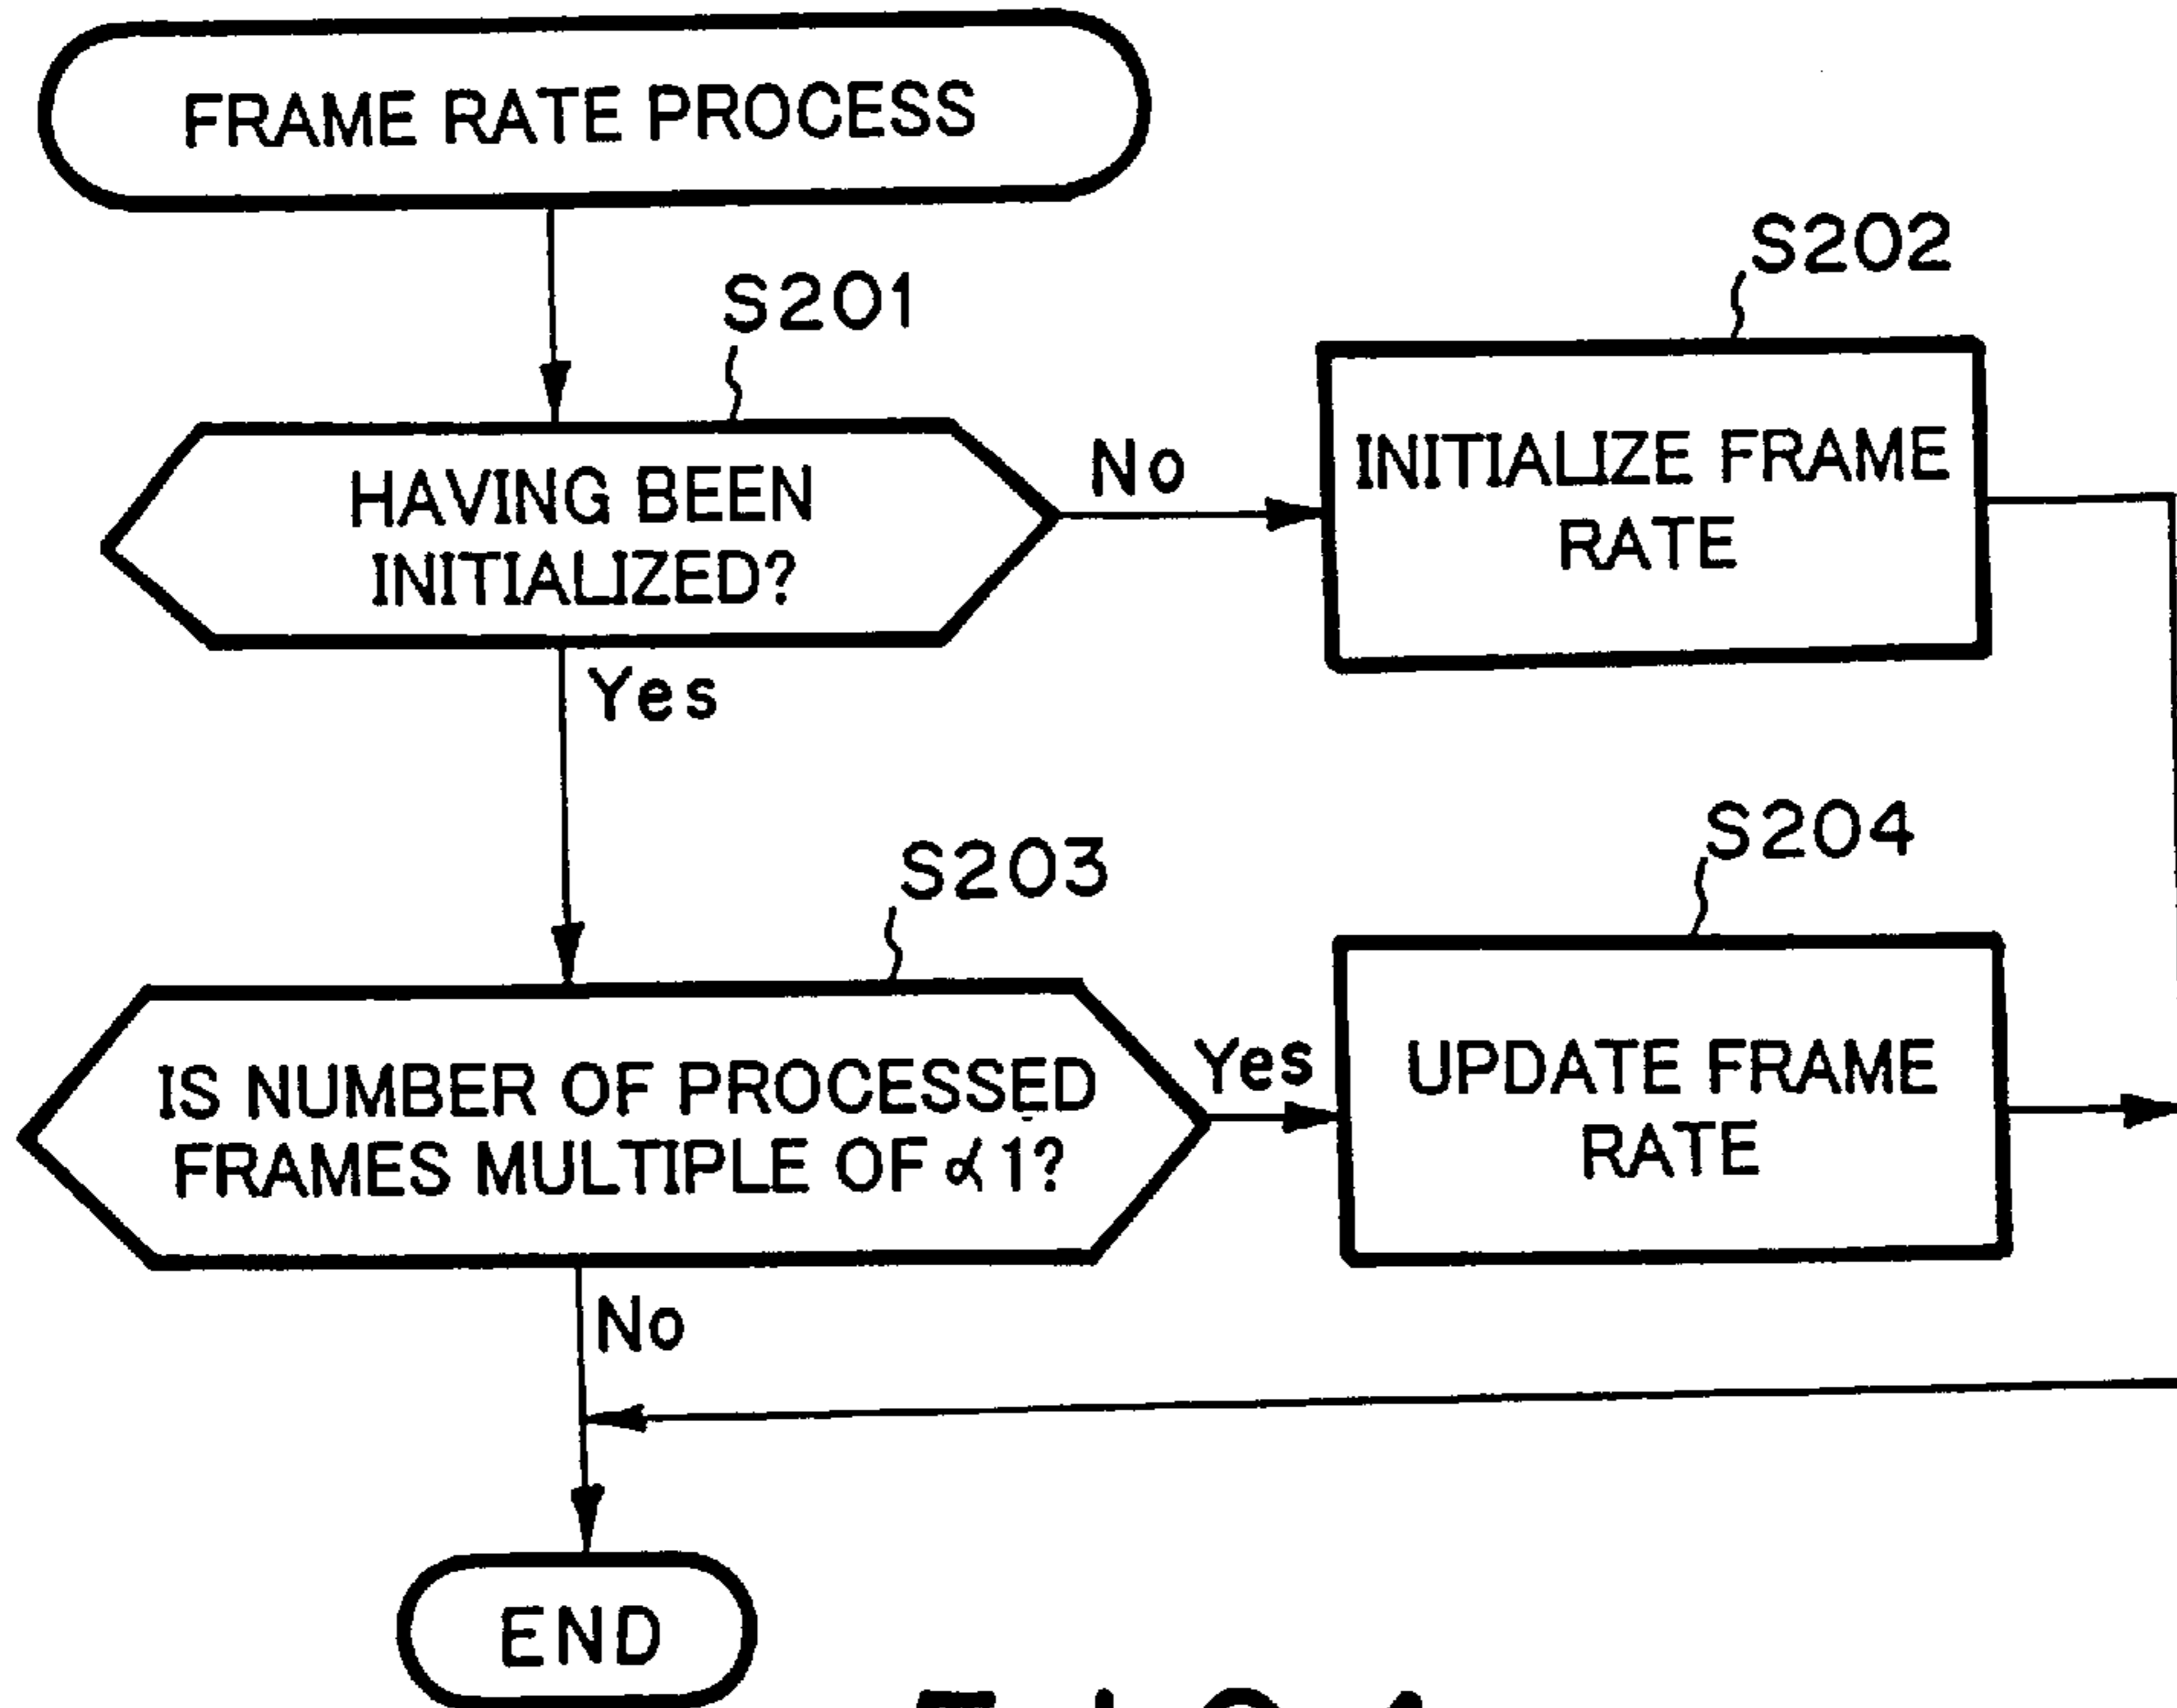 FRAME RATE PROCESS
S201
S202
HAVING BEEN
INITIALIZED?
No
INITIALIZE FRAME
RATE
Yes
S203
S204
IS NUMBER OF PROCESSED
FRAMES MULTIPLE OF α1?
Yes
UPDATE FRAME
RATE
No
END